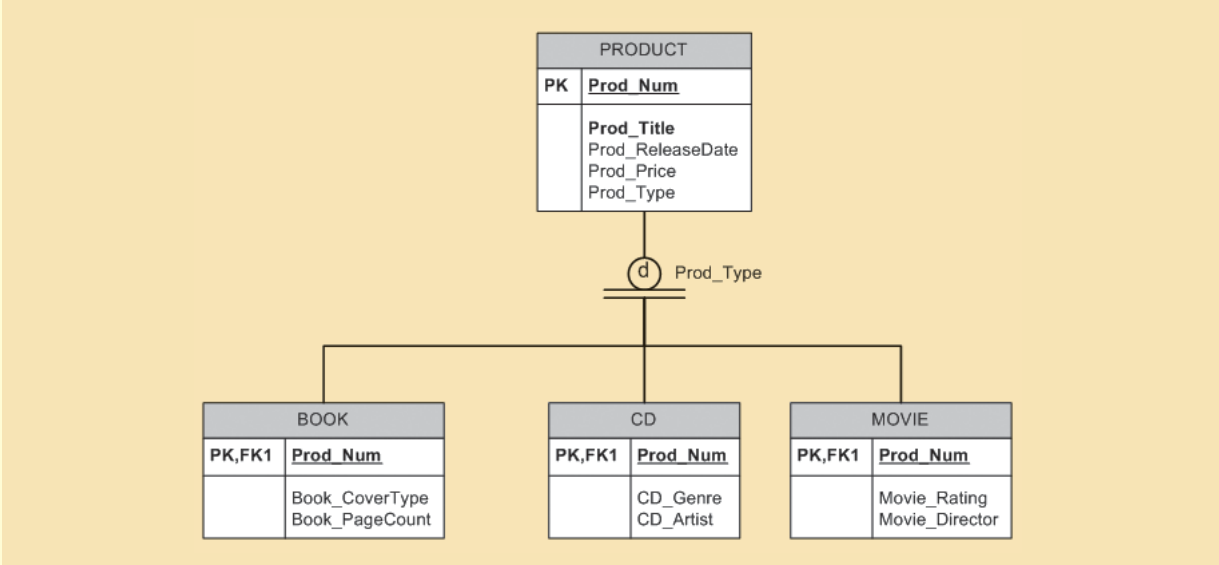 PRODUCT
PK Prod_Num
Prod_Title
Prod_ReleaseDate
Prod_Price
Prod_Type
d Prod_Type
BOOK
PK,FK1 Prod_Num
Book_CoverType
Book_PageCount
CD
PK,FK1 Prod_Num
CD_Genre
CD_Artist
MOVIE
PK,FK1 Prod_Num
Movie_Rating
Movie_Director